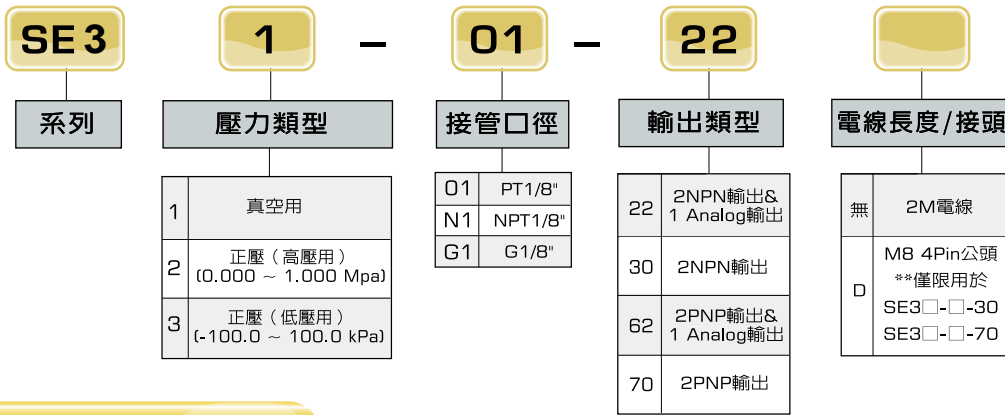 SE3 1 – 01 – 22
系列
壓力類型
1 真空用
2 正壓（高壓用）
(0.000 ~ 1.000 Mpa)
3 正壓（低壓用）
(-100.0 ~ 100.0 kPa)
接管口徑
01 PT1/8"
N1 NPT1/8"
G1 G1/8"
輸出類型
22 2NPN輸出&
1 Analog輸出
30 2NPN輸出
62 2PNP輸出&
1 Analog輸出
70 2PNP輸出
電線長度/接頭
無 2M電線
D M8 4Pin公頭
**僅限用於
SE3□-□-30
SE3□-□-70